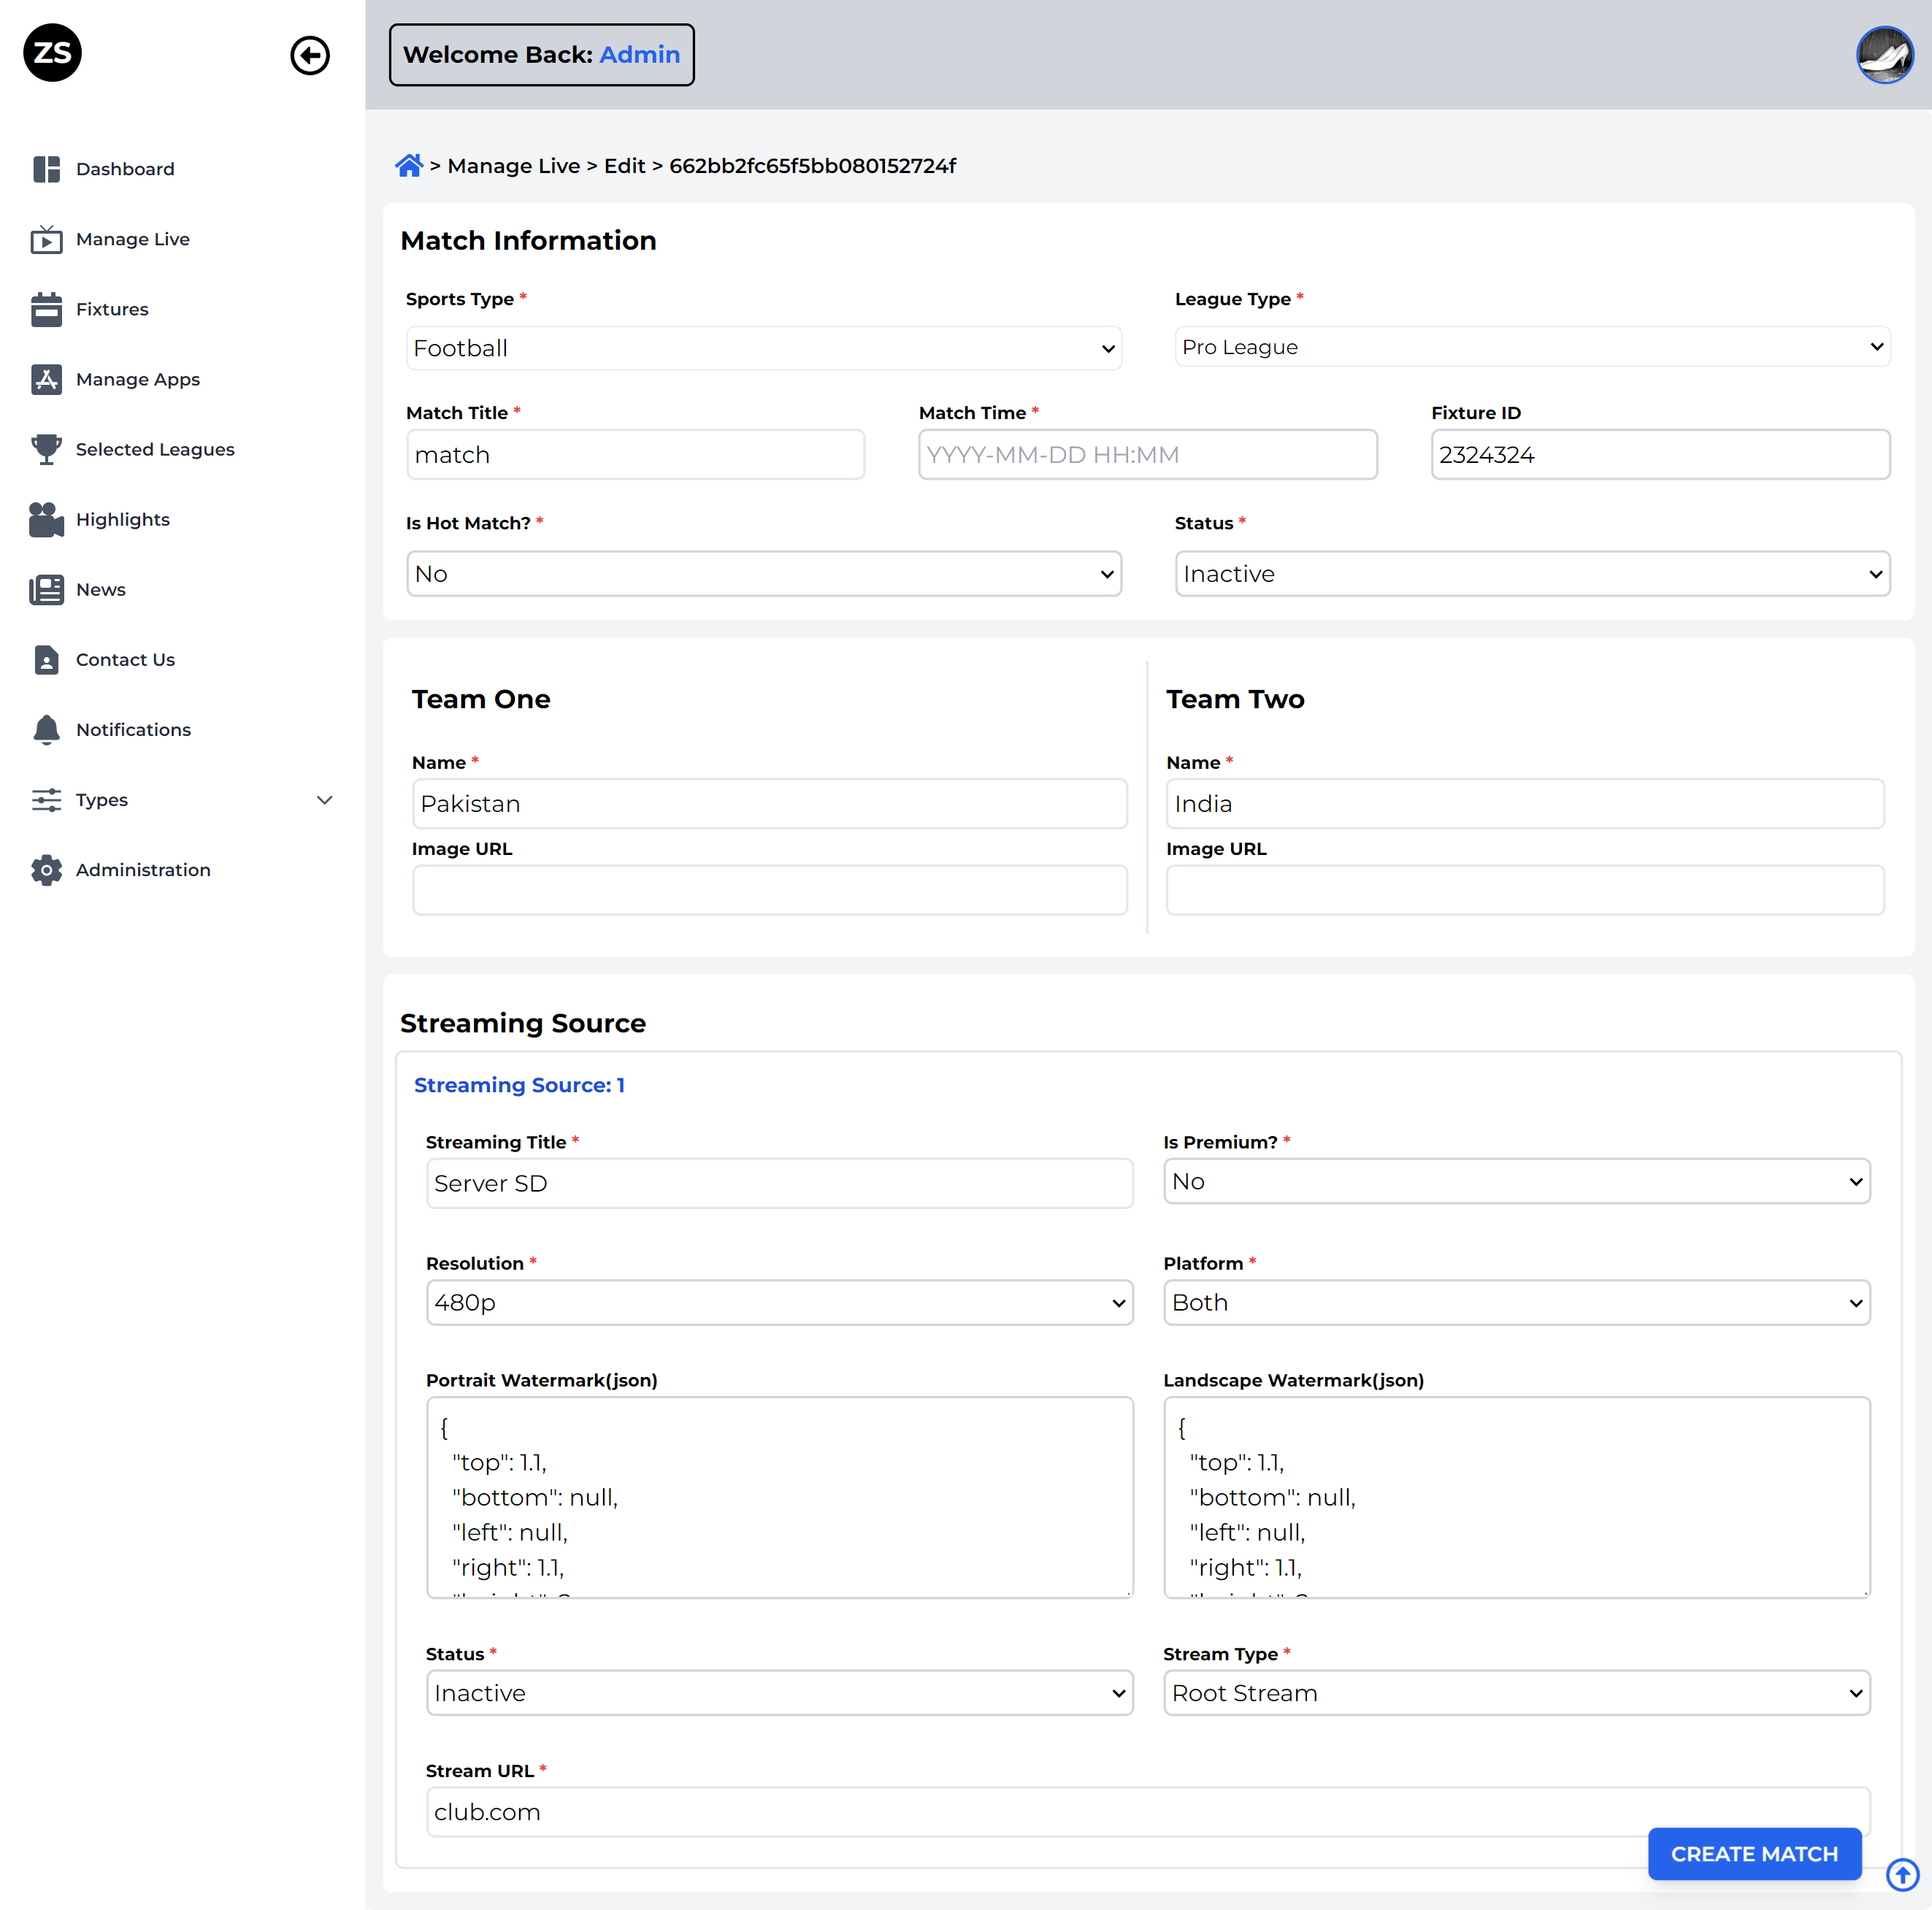 ZS
Welcome Back: Admin
Dashboard
Manage Live
Fixtures
Manage Apps
Selected Leagues
Highlights
News
Contact Us
Notifications
Types
Administration
> Manage Live > Edit > 662bb2fc65f5bb080152724f
Match Information
Sports Type *
League Type *
Football
Pro League
Match Title *
Match Time *
Fixture ID
match
YYYY-MM-DD HH:MM
2324324
Is Hot Match? *
Status *
No
Inactive
Team One
Team Two
Name *
Name *
Pakistan
India
Image URL
Image URL
Streaming Source
Streaming Source: 1
Streaming Title *
Is Premium? *
Server SD
No
Resolution *
Platform *
480p
Both
Portrait Watermark(json)
{
"top": 1.1,
"bottom": null,
"left": null,
"right": 1.1,
Landscape Watermark(json)
{
"top": 1.1,
"bottom": null,
"left": null,
"right": 1.1,
Status *
Stream Type *
Inactive
Root Stream
Stream URL *
club.com
CREATE MATCH